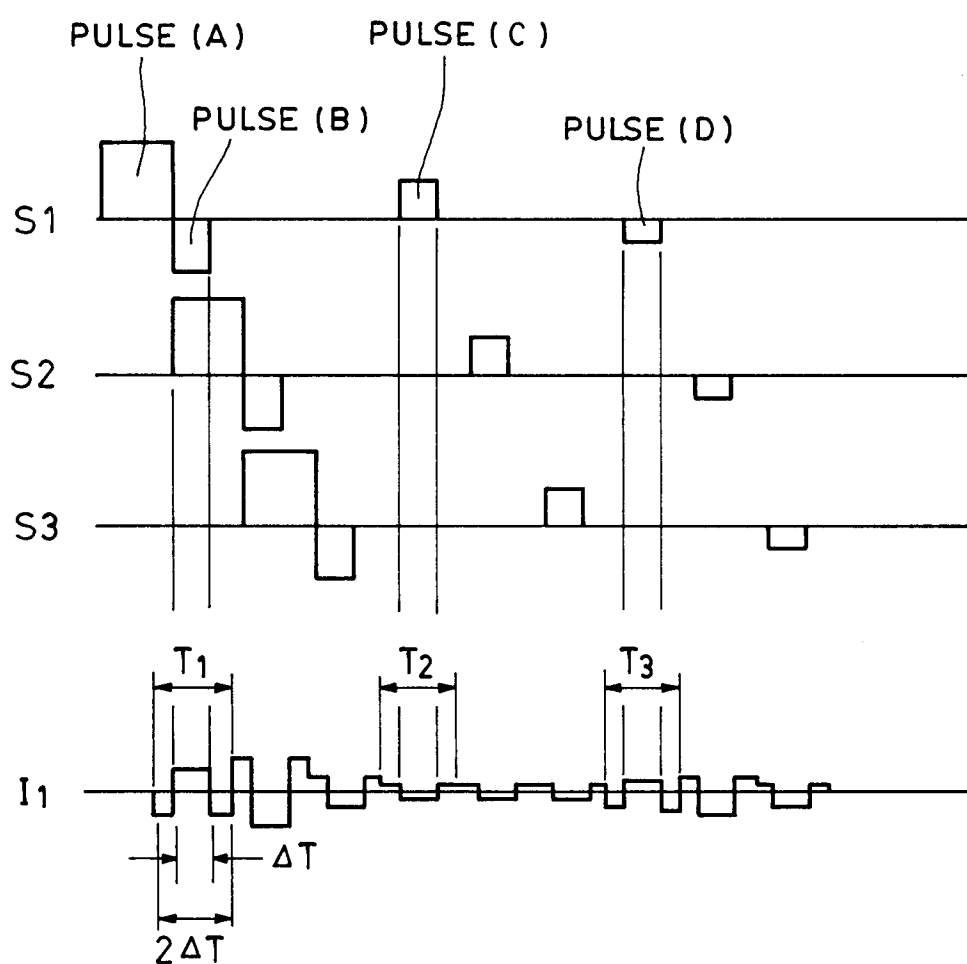 PULSE (A)
PULSE (C)
PULSE (B)
PULSE (D)
S1
S2
S3
T1
T2
T3
I1
ΔT
2ΔT